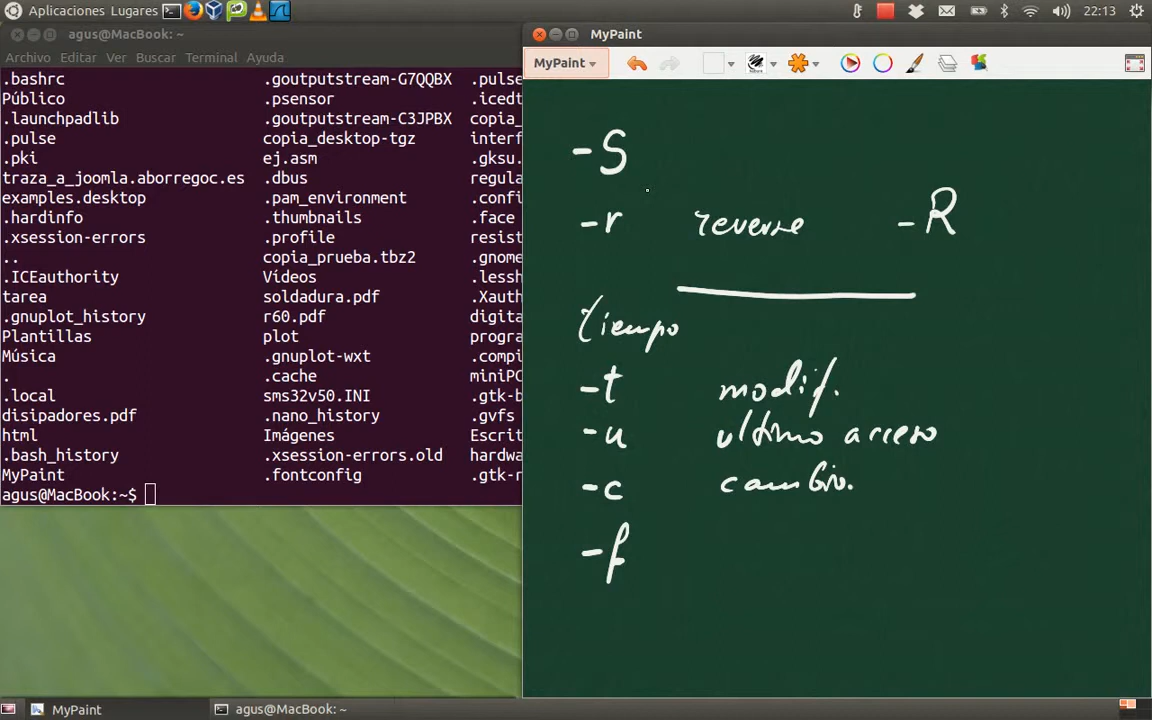 Aplicaciones Lugares 22:13
agus@MacBook: ~
Archivo Editar Ver Buscar Terminal Ayuda
.bashrc .goutputstream-G7QQBX .pulse
Público .psensor .icedt
.launchpadlib .goutputstream-C3JPBX copia_
.pulse copia_desktop-tgz interf
.pki ej.asm .gksu.
traza_a_joomla.aborregoc.es .dbus regula
examples.desktop .pam_environment .confi
.hardinfo .thumbnails .face
.xsession-errors .profile resist
.. copia_prueba.tbz2 .gnome
.ICEauthority Vídeos .lessh
tarea soldadura.pdf .Xauth
.gnuplot_history r60.pdf digita
Plantillas plot progra
Música .gnuplot-wxt .compi
. .cache miniPC
.local sms32v50.INI .gtk-b
disipadores.pdf .nano_history .gvfs
html Imágenes Escrit
.bash_history .xsession-errors.old hardwa
MyPaint .fontconfig .gtk-r
agus@MacBook:~$
MyPaint
MyPaint
-S
-r reverse -R
tiempo
-t modif.
-u ultimo acceso
-c cambio.
-f
MyPaint agus@MacBook: ~